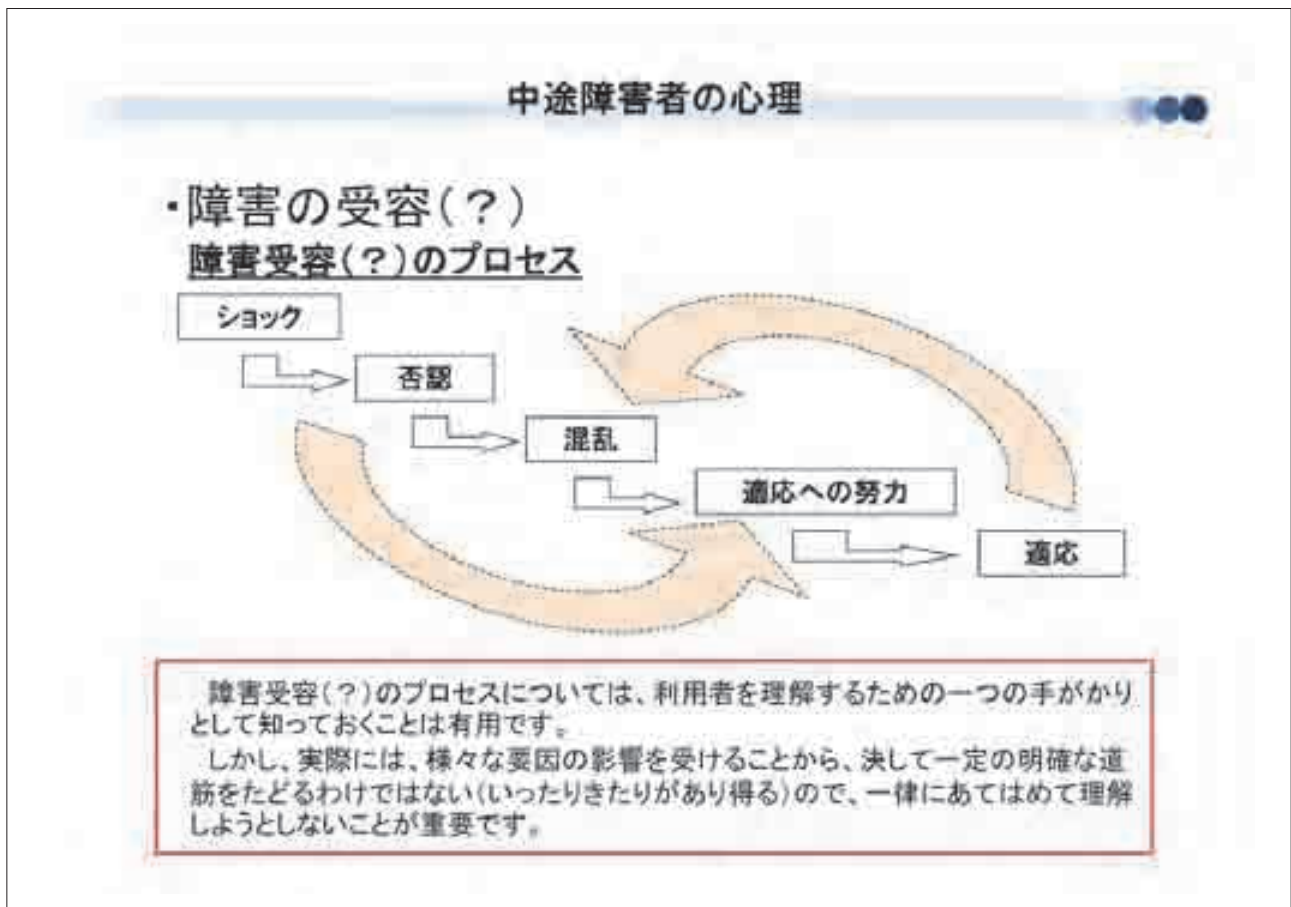 中途障害者の心理
・障害の受容(？)
障害受容(？)のプロセス
ショック
否認
混乱
適応への努力
適応
障害受容(？)のプロセスについては、利用者を理解するための一つの手がかり
として知っておくことは有用です。
しかし、実際には、様々な要因の影響を受けることから、決して一定の明確な道
筋をたどるわけではない(いったりきたりがあり得る)ので、一律にあてはめて理解
しようとしないことが重要です。